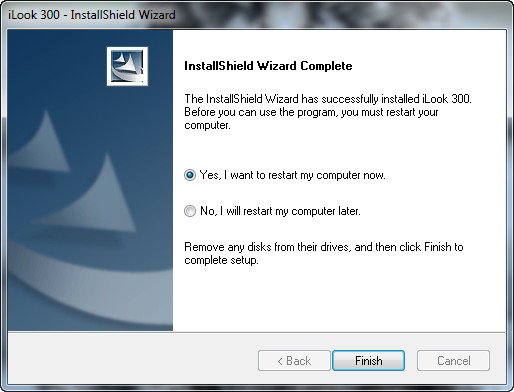 iLook 300 - InstallShield Wizard
InstallShield Wizard Complete
The InstallShield Wizard has successfully installed iLook 300.
Before you can use the program, you must restart your
computer.
Yes, I want to restart my computer now.
No, I will restart my computer later.
Remove any disks from their drives, and then click Finish to
complete setup.
< Back
Finish
Cancel